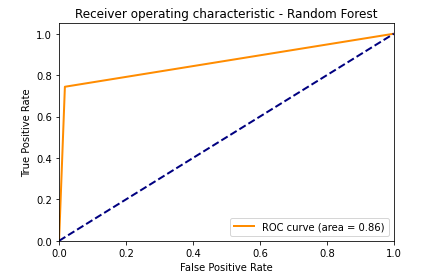 Receiver operating characteristic - Random Forest
1.0
0.8
0.6
0.4
0.2
0.0
True Positive Rate
0.0 0.2 0.4 0.6 0.8 1.0
False Positive Rate
ROC curve (area = 0.86)